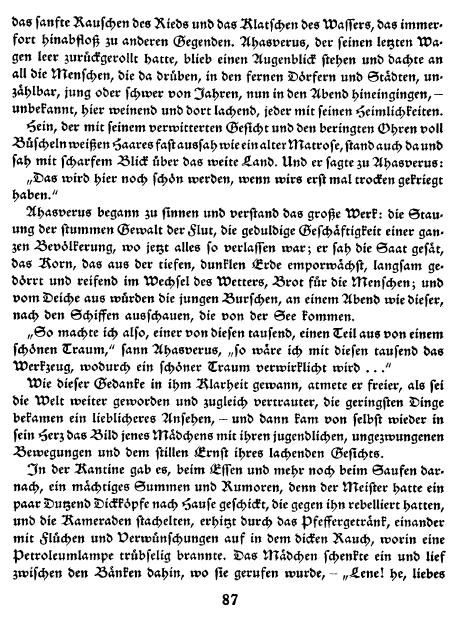 das sanfte Rauschen des Rieds und das Klatschen des Wassers, das immer-
fort hinabfloß zu anderen Gegenden. Ahasverus, der seinen letzten Wa-
gen leer zurückgerollt hatte, blieb einen Augenblick stehen und dachte an
all die Menschen, die da drüben, in den fernen Dörfern und Städten, un-
zählbar, jung oder schwer von Jahren, nun in den Abend hineingingen, –
unbekannt, hier weinend und dort lachend, jeder mit seinen Heimlichkeiten.
Hein, der mit seinem verwitterten Gesicht und den beringten Ohren voll
Büscheln weißen Haares fast aussah wie ein alter Matrose, stand auch da und
sah mit scharfem Blick über das weite Land. Und er sagte zu Ahasverus:
„Das wird hier noch schön werden, wenn wirs erst mal trocken gekriegt
haben.“
Ahasverus begann zu sinnen und verstand das große Werk: die Stau-
ung der stummen Gewalt der Flut, die geduldige Geschäftigkeit einer gan-
zen Bevölkerung, wo jetzt alles so verlassen war; er sah die Saat gesät,
das Korn, das aus der tiefen, dunklen Erde emporwächst, langsam ge-
dörrt und reifend im Wechsel des Wetters, Brot für die Menschen; und
vom Deiche aus würden die jungen Burschen, an einem Abend wie dieser,
nach den Schiffen ausschauen, die von der See kommen.
„So machte ich also, einer von diesen tausend, einen Teil aus von einem
schönen Traum,“ sann Ahasverus, „so wäre ich mit diesen tausend das
Werkzeug, wodurch ein schöner Traum verwirklicht wird ...“
Wie dieser Gedanke in ihm Klarheit gewann, atmete er freier, als sei
die Welt weiter geworden und zugleich vertrauter, die geringsten Dinge
bekamen ein lieblicheres Ansehen, – und dann kam von selbst wieder in
sein Herz das Bild jenes Mädchens mit ihren jugendlichen, ungezwungenen
Bewegungen und dem stillen Ernst ihres lachenden Gesichts.
In der Kantine gab es, beim Essen und mehr noch beim Saufen dar-
nach, ein mächtiges Summen und Rumoren, denn der Meister hatte ein
paar Dutzend Dickköpfe nach Hause geschickt, die gegen ihn rebelliert hatten,
und die Kameraden stachelten, erhitzt durch das Pfeffergetränk, einander
mit Flüchen und Verwünschungen auf in dem dicken Rauch, worin eine
Petroleumlampe trübselig brannte. Das Mädchen schenkte ein und lief
zwischen den Bänken dahin, wo sie gerufen wurde, – „Lene! he, liebes
87